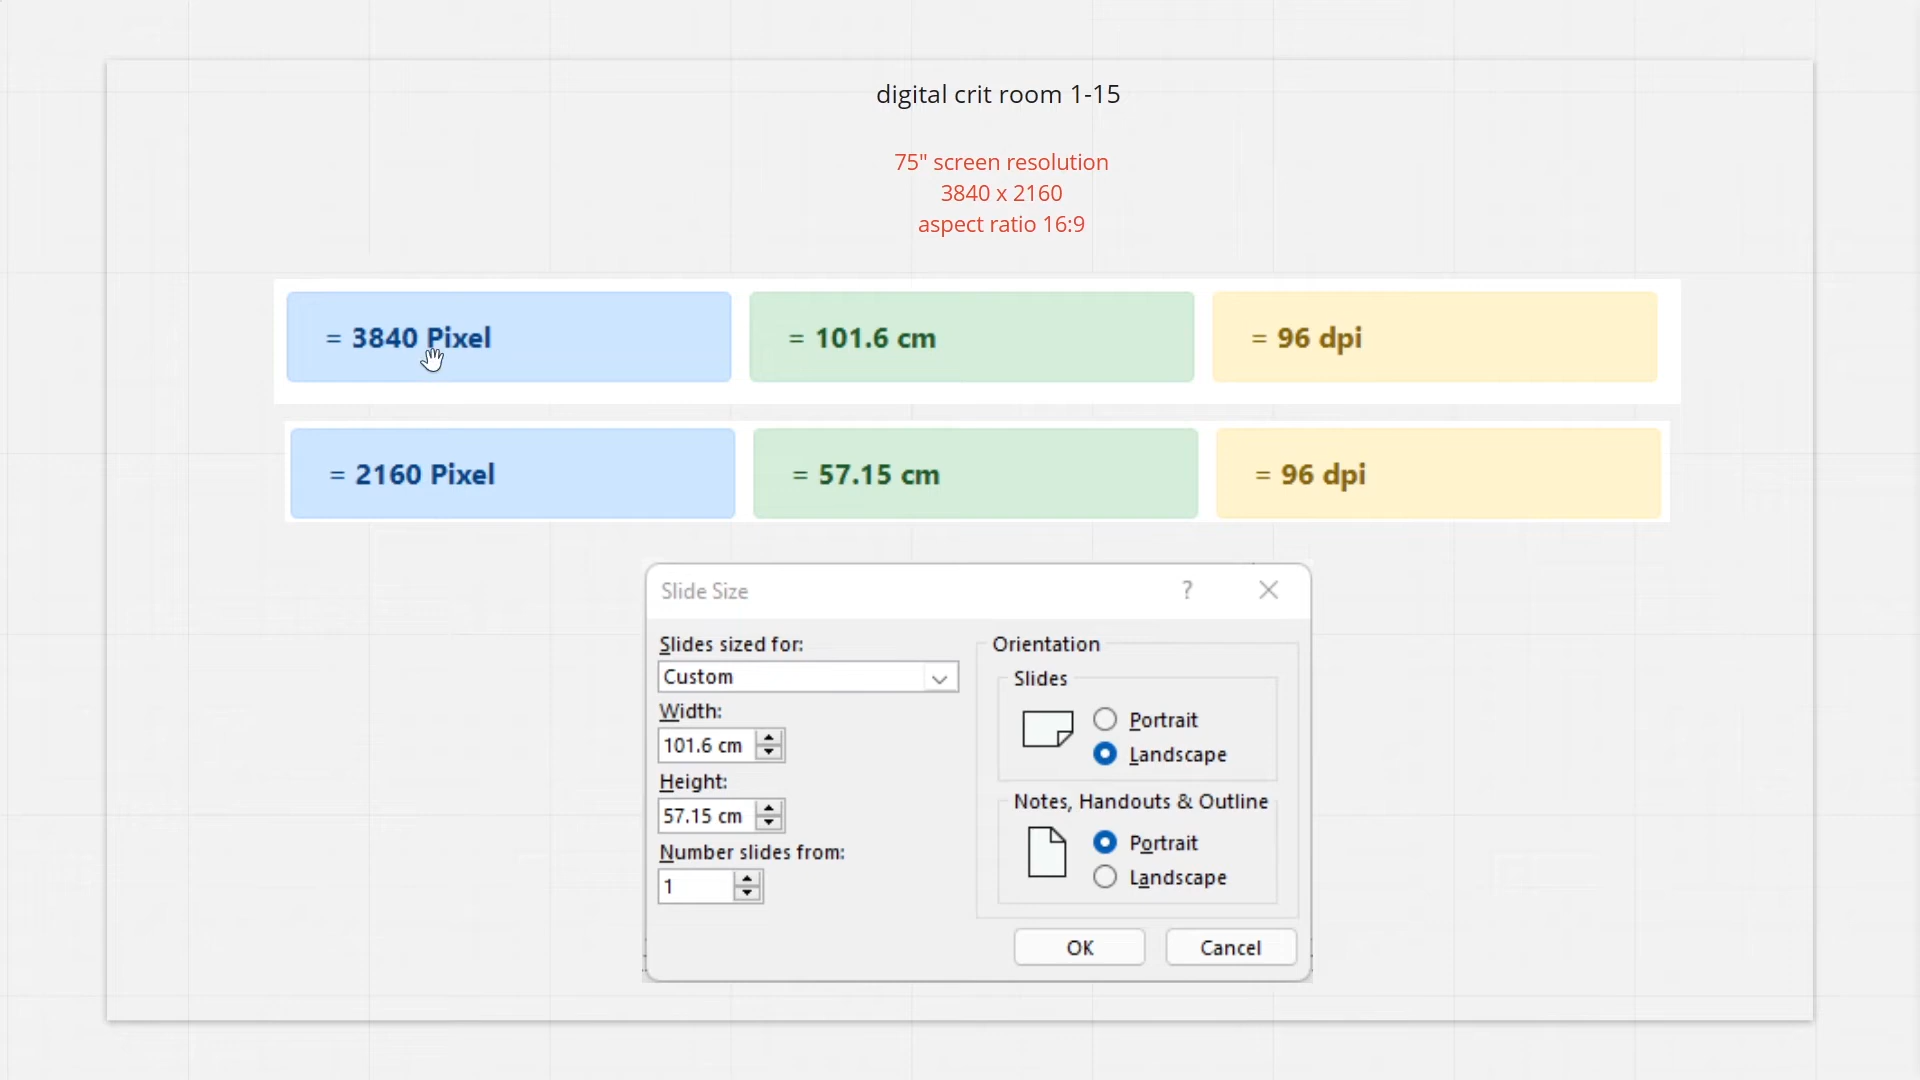 digital crit room 1-15
75" screen resolution
3840 x 2160
aspect ratio 16:9
= 3840 Pixel
= 101.6 cm
= 96 dpi
= 2160 Pixel
= 57.15 cm
= 96 dpi
Slide Size
?
Slides sized for:
Custom
Width:
101.6 cm
Height:
57.15 cm
Number slides from:
1
Orientation
Slides
Portrait
Landscape
Notes, Handouts & Outline
Portrait
Landscape
OK
Cancel